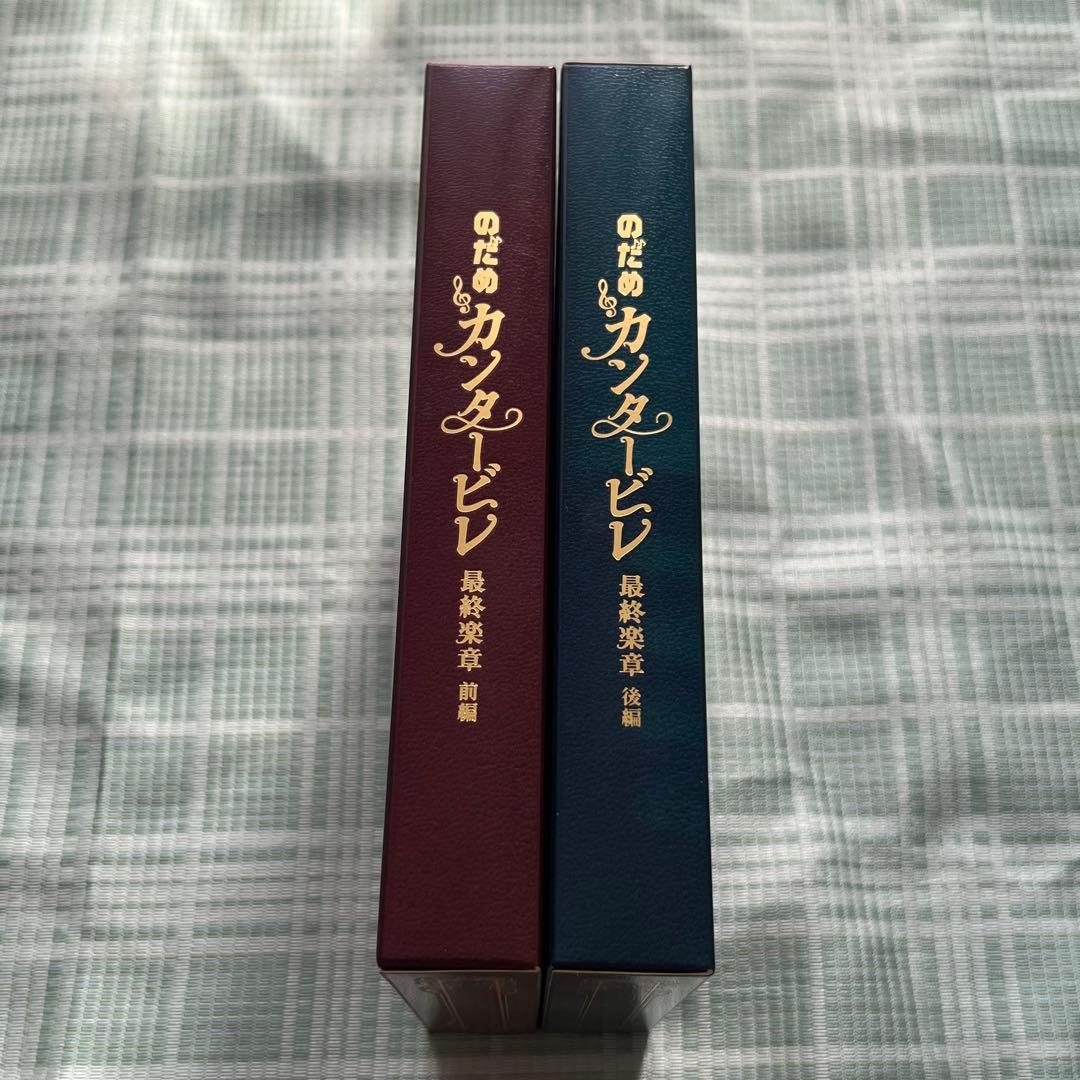 のだめ
カンタービレ
最終楽章 前編
のだめ
カンタービレ
最終楽章 後編